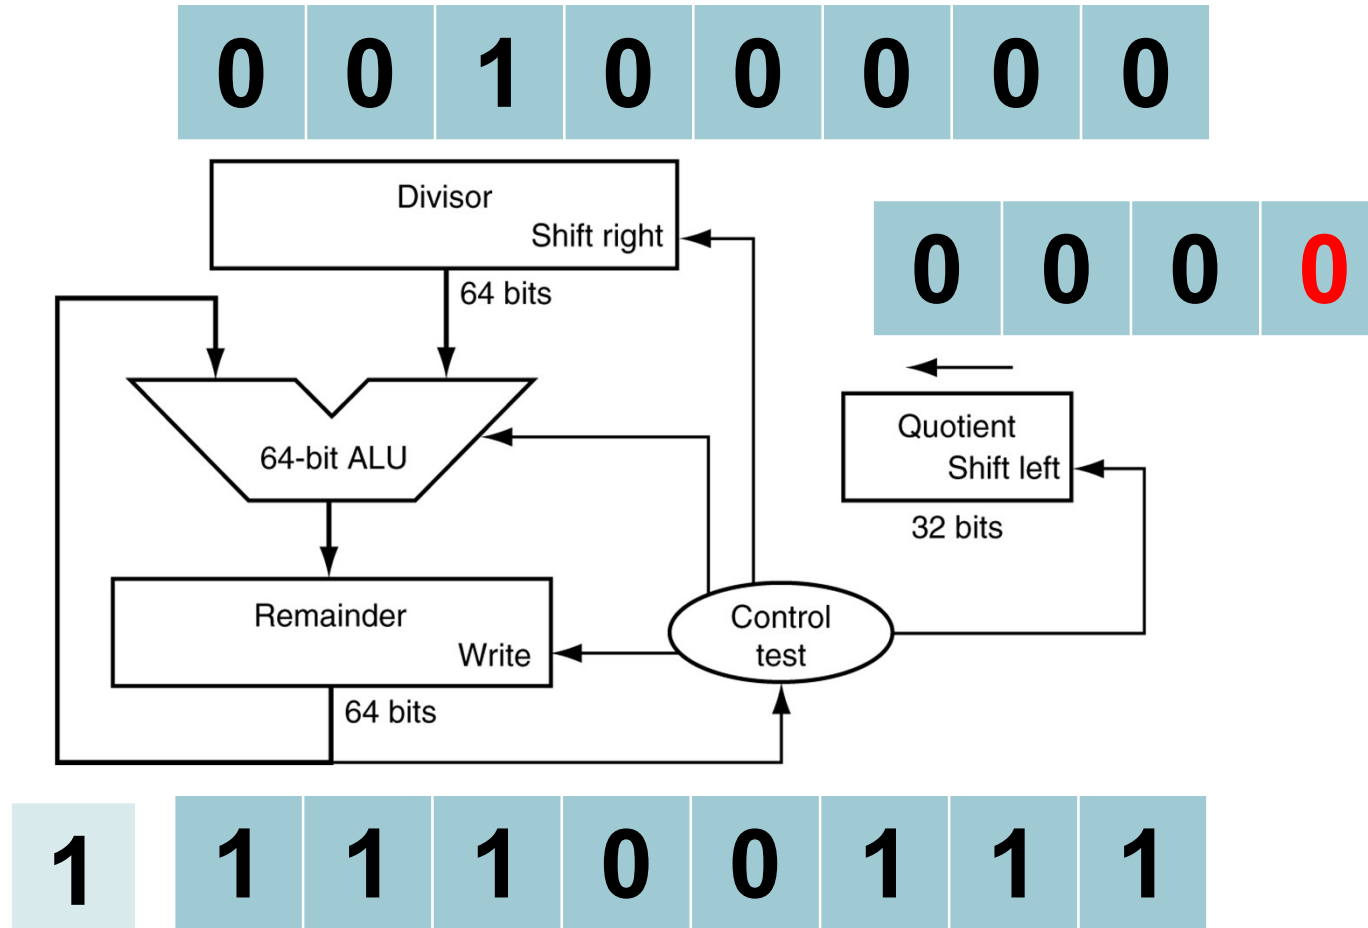 0 0 1 0 0 0 0 0
Divisor
Shift right
0 0 0 0
64 bits
64-bit ALU
Quotient
Shift left
32 bits
Remainder
Write
Control
test
64 bits
1 1 1 1 0 0 1 1 1